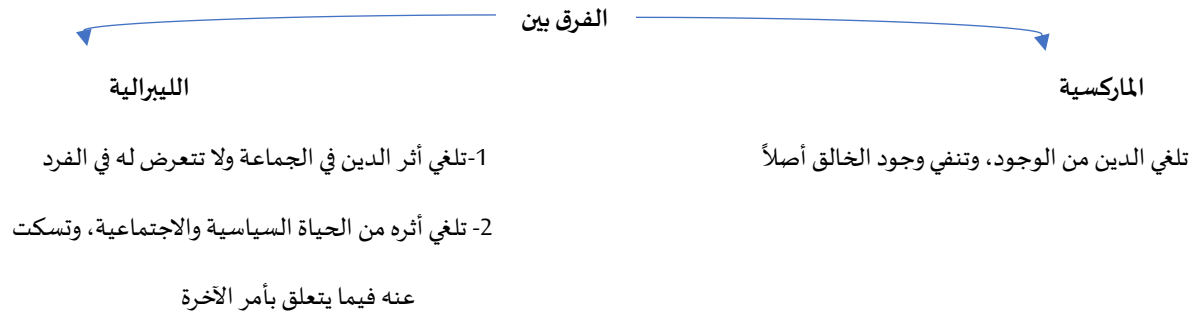 الفرق بين
الماركسية
الليبرالية
تلغي الدين من الوجود، وتنفي وجود الخالق أصلاً
1-تلغي أثر الدين في الجماعة ولا تتعرض له في الفرد
2- تلغي أثره من الحياة السياسية والاجتماعية، وتسكت
عنه فيما يتعلق بأمر الآخرة